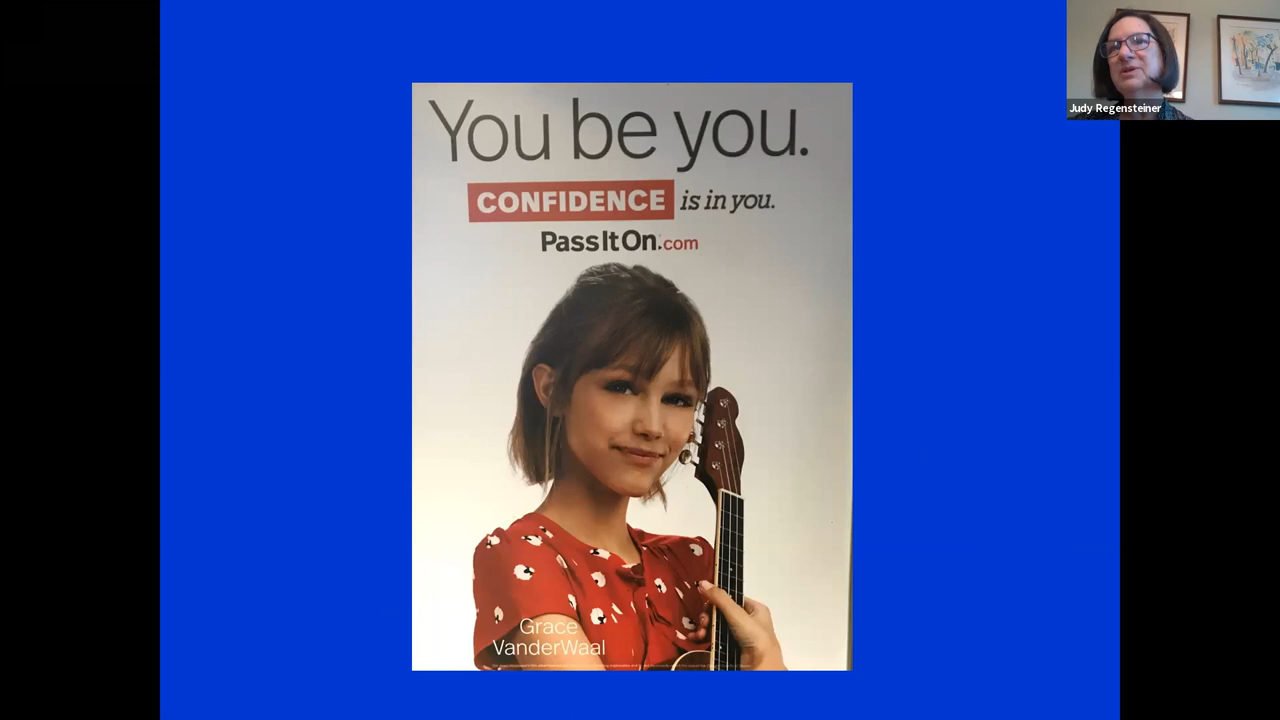 You be you.
CONFIDENCE is in you.
PassItOn.com
Grace
VanderWaal
Judy Regensteiner